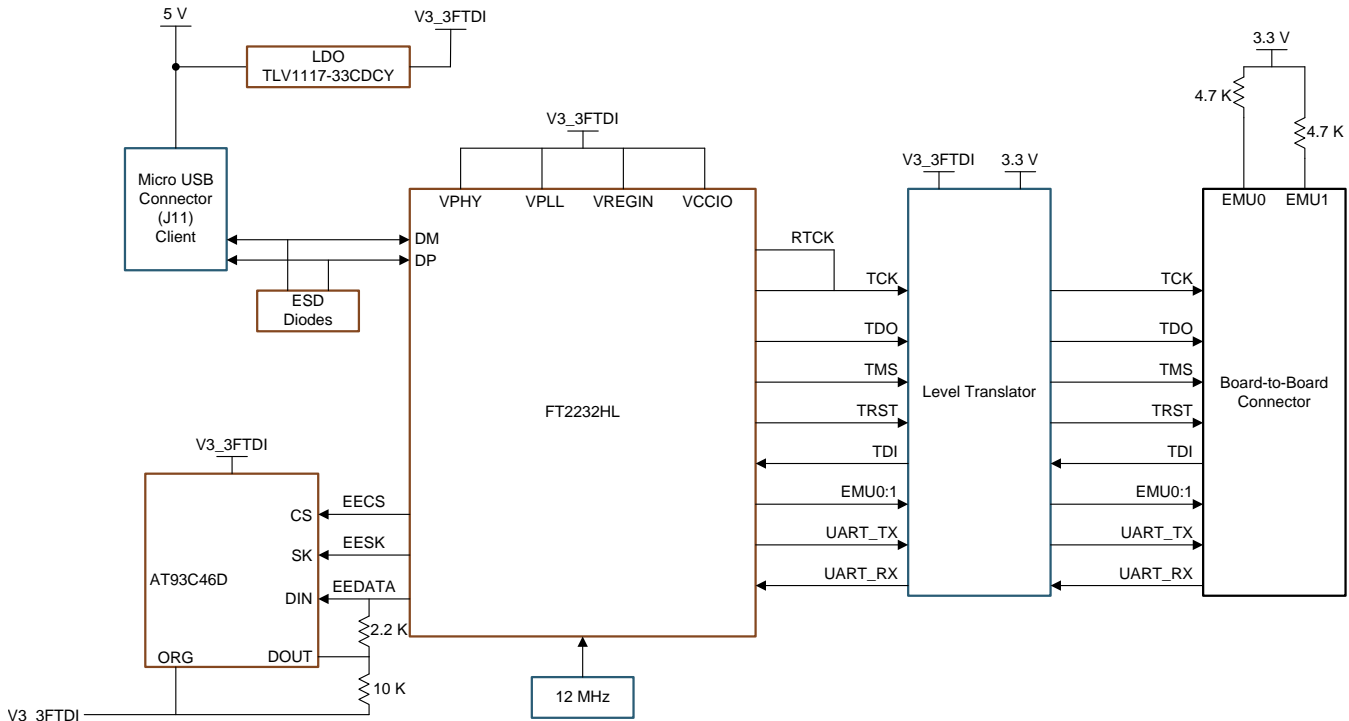 5 V
V3_3FTDI
LDO
TLV1117-33CDCY
3.3 V
4.7 K
4.7 K
V3_3FTDI
V3_3FTDI
3.3 V
Micro USB
Connector
(J11)
Client
VPHY
VPLL
VREGIN
VCCIO
EMU0
EMU1
DM
DP
RTCK
ESD
Diodes
TCK
TCK
TDO
TDO
TMS
TMS
Level Translator
Board-to-Board
Connector
FT2232HL
TRST
TRST
V3_3FTDI
TDI
TDI
EMU0:1
EMU0:1
CS
EECS
UART_TX
UART_TX
SK
EESK
AT93C46D
UART_RX
UART_RX
DIN
EEDATA
2.2 K
ORG
DOUT
10 K
12 MHz
V3_3FTDI